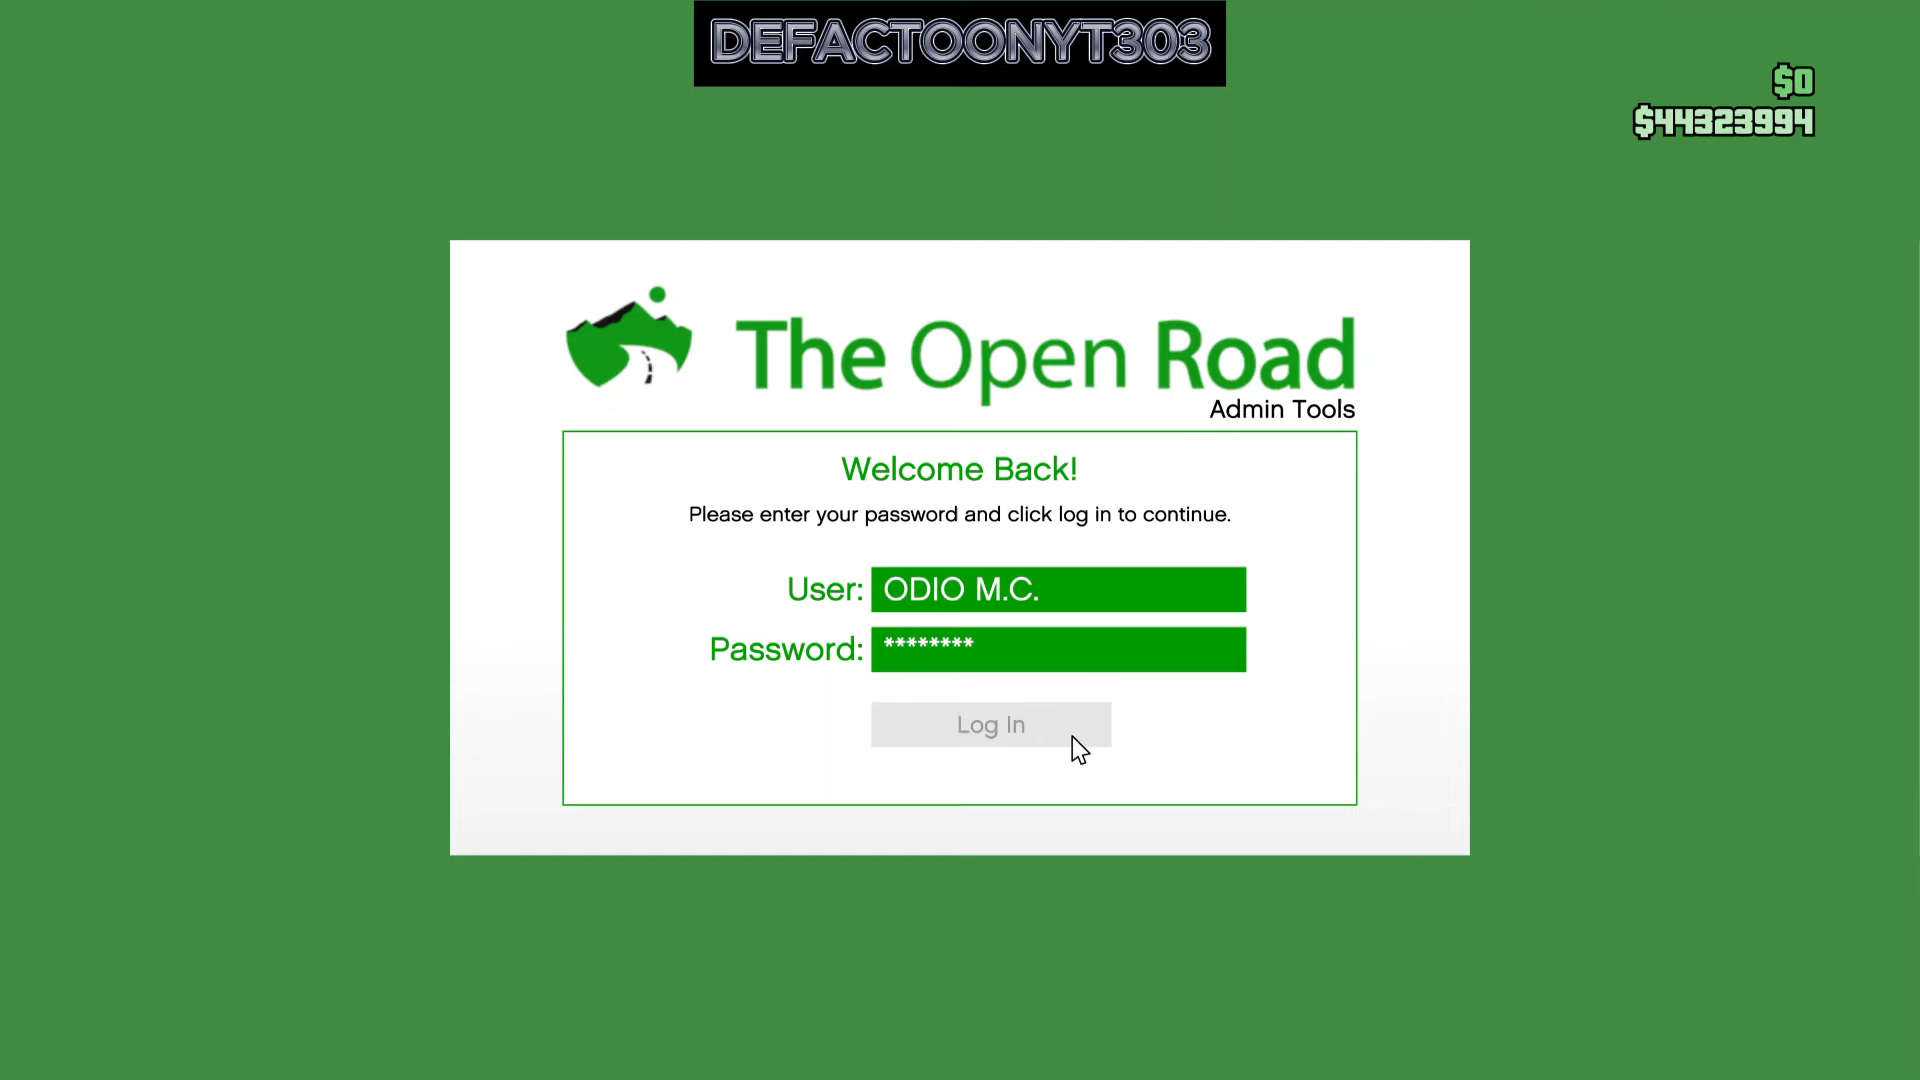 DEFACTOONYT303
$0
$44323994
The Open Road
Admin Tools
Welcome Back!
Please enter your password and click log in to continue.
User: ODIO M.C.
Password: ********
Log In